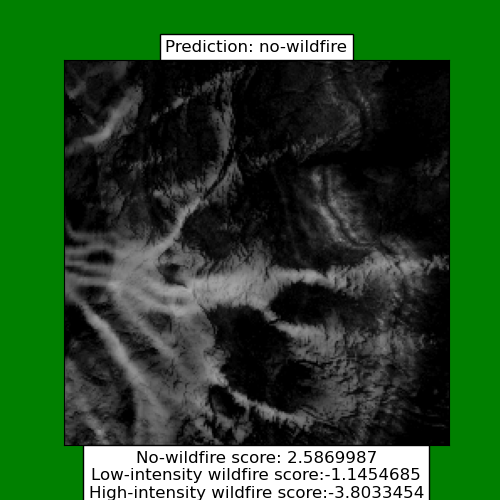 Prediction: no-wildfire
No-wildfire score: 2.5869987
Low-intensity wildfire score:-1.1454685
High-intensity wildfire score:-3.8033454